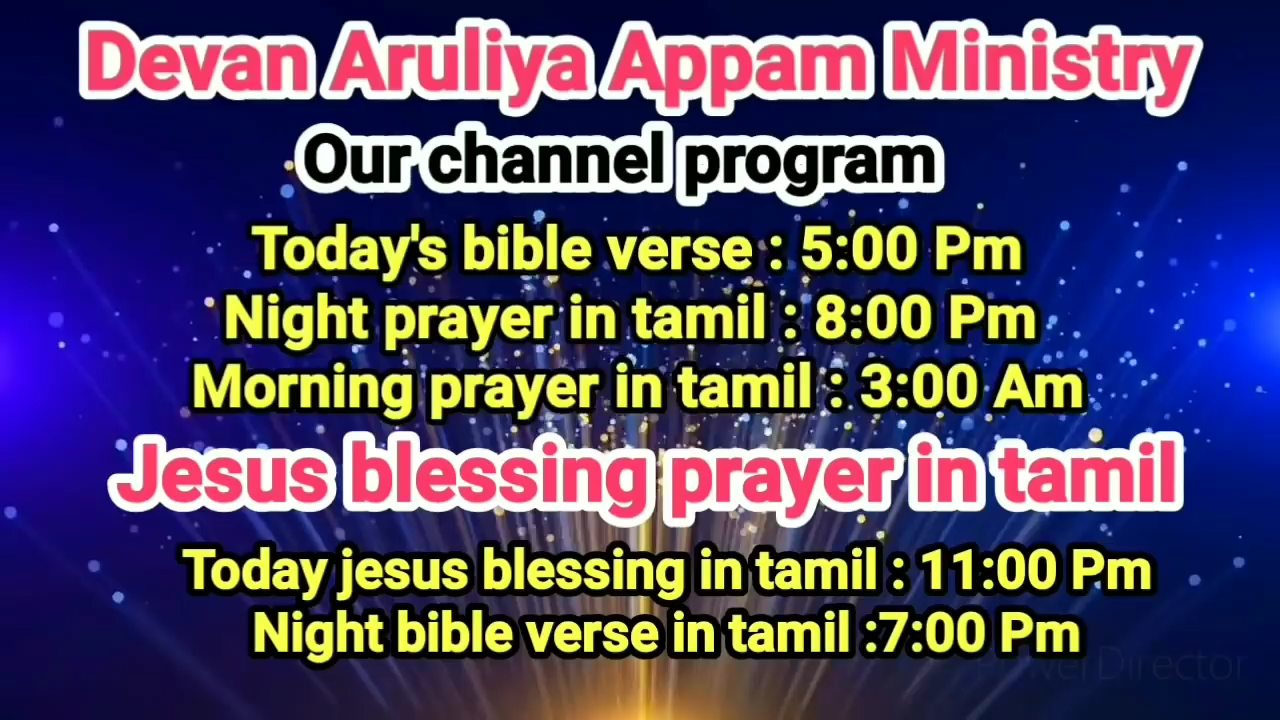 Devan Aruliya Appam Ministry
Our channel program
Today's bible verse : 5:00 Pm
Night prayer in tamil : 8:00 Pm
Morning prayer in tamil : 3:00 Am
Jesus blessing prayer in tamil
Today jesus blessing in tamil : 11:00 Pm
Night bible verse in tamil :7:00 Pm
PowerDirector